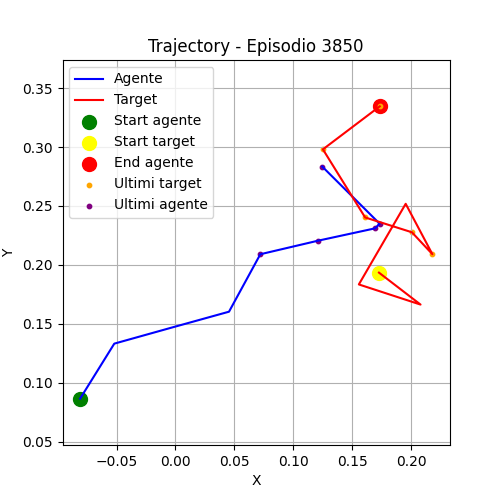 Trajectory - Episodio 3850
Agente
Target
Start agente
Start target
End agente
Ultimi target
Ultimi agente
0.35
0.30
0.25
0.20
0.15
0.10
0.05
Y
−0.05
0.00
0.05
0.10
0.15
0.20
X